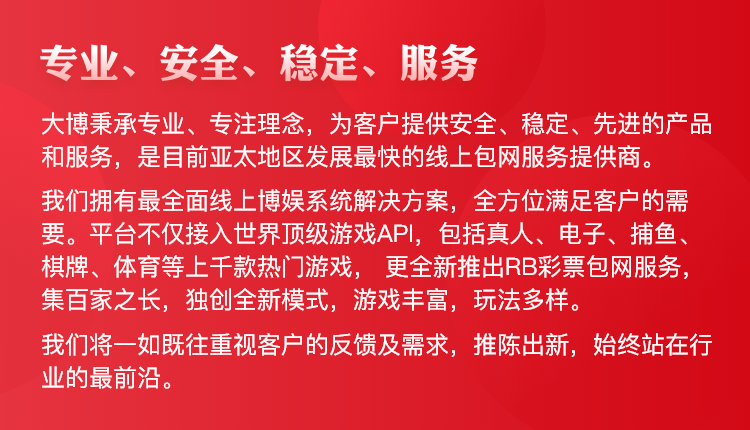 专业、安全、稳定、服务
大博秉承专业、专注理念，为客户提供安全、稳定、先进的产品
和服务，是目前亚太地区发展最快的线上包网服务提供商。
我们拥有最全面线上博娱系统解决方案，全方位满足客户的需
要。平台不仅接入世界顶级游戏API，包括真人、电子、捕鱼、
棋牌、体育等上千款热门游戏， 更全新推出RB彩票包网服务，
集百家之长，独创全新模式，游戏丰富，玩法多样。
我们将一如既往重视客户的反馈及需求，推陈出新，始终站在行
业的最前沿。